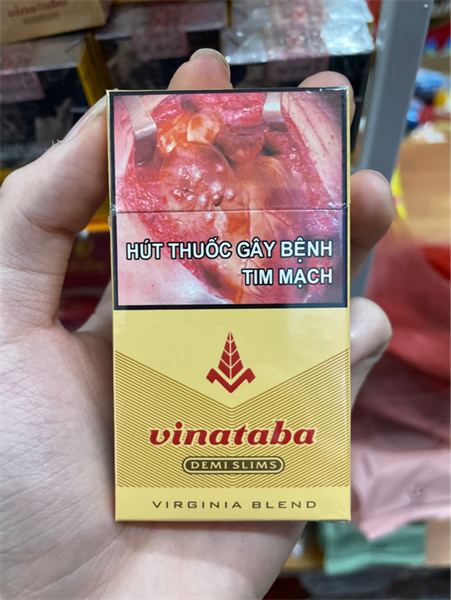 HÚT THUỐC GÂY BỆNH
TIM MẠCH
vinataba
DEMI SLIMS
VIRGINIA BLEND